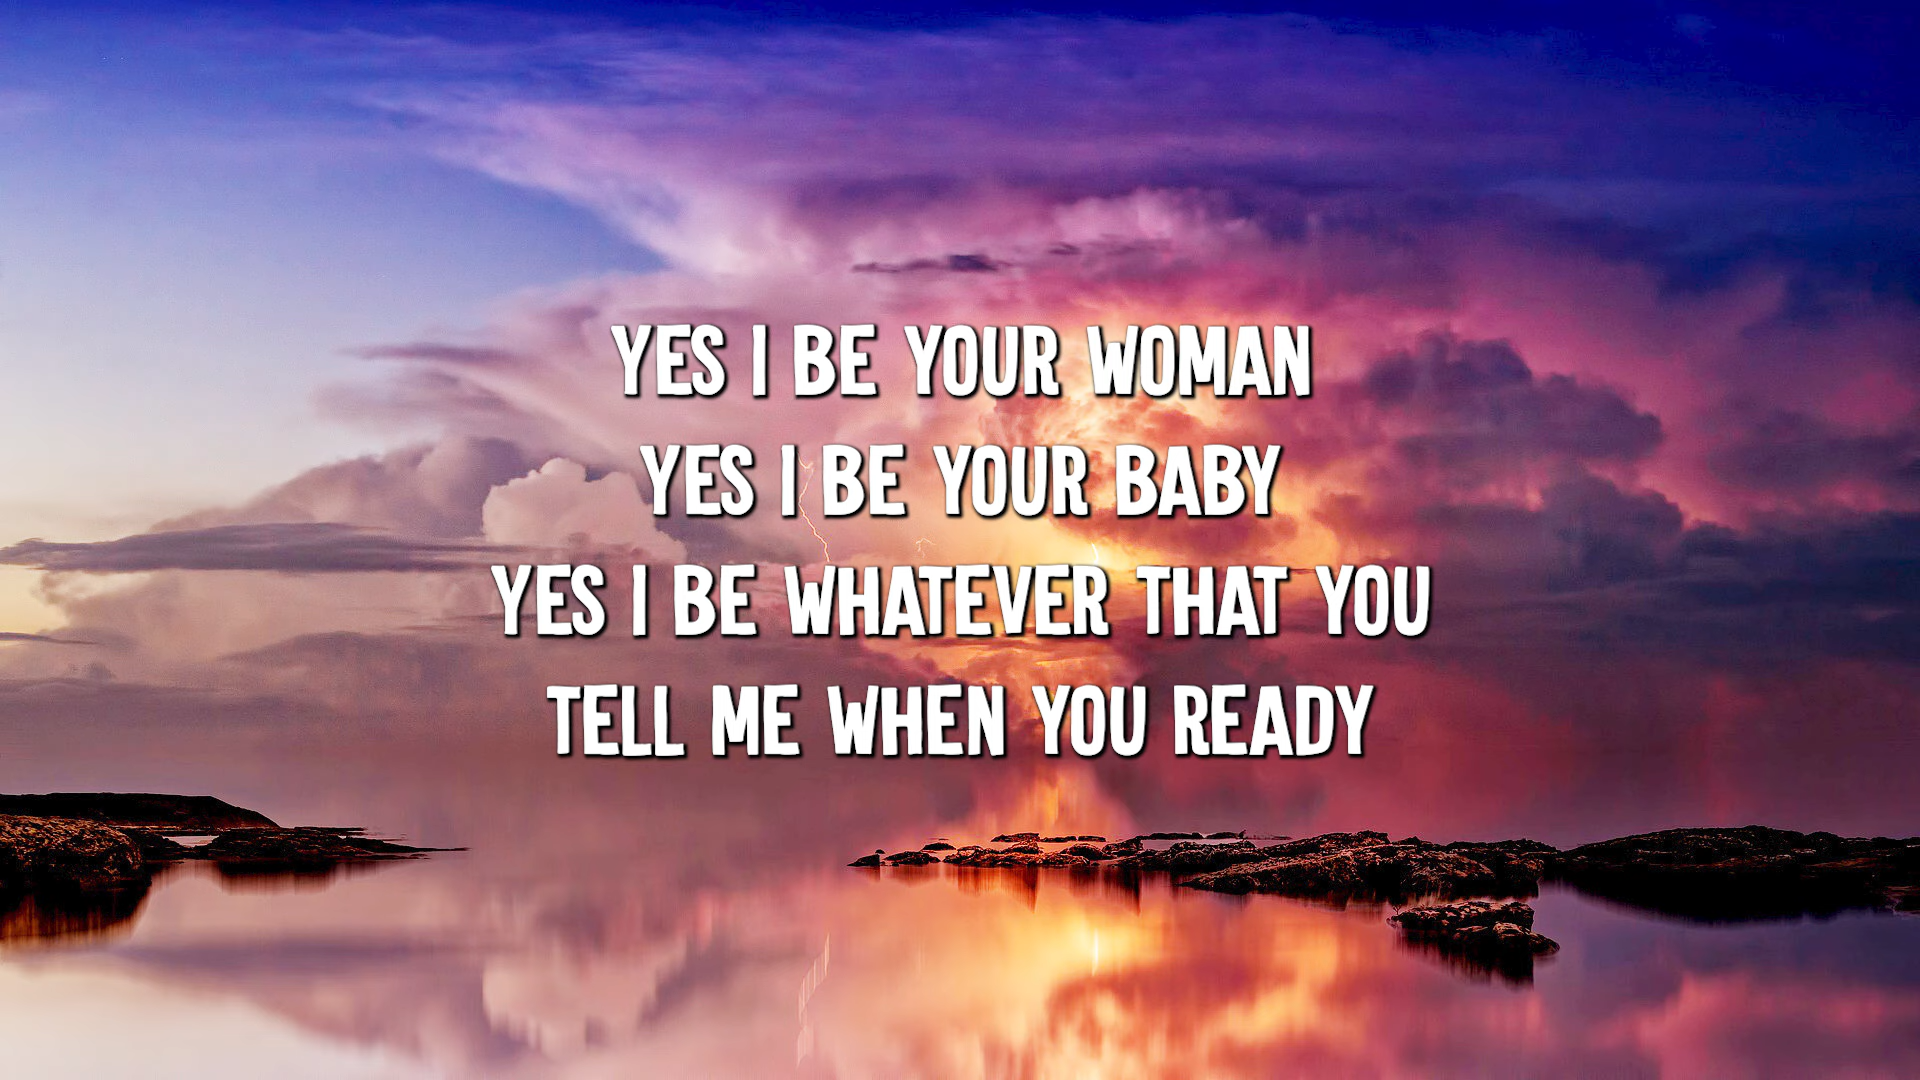 YES I BE YOUR WOMAN
YES I BE YOUR BABY
YES I BE WHATEVER THAT YOU
TELL ME WHEN YOU READY